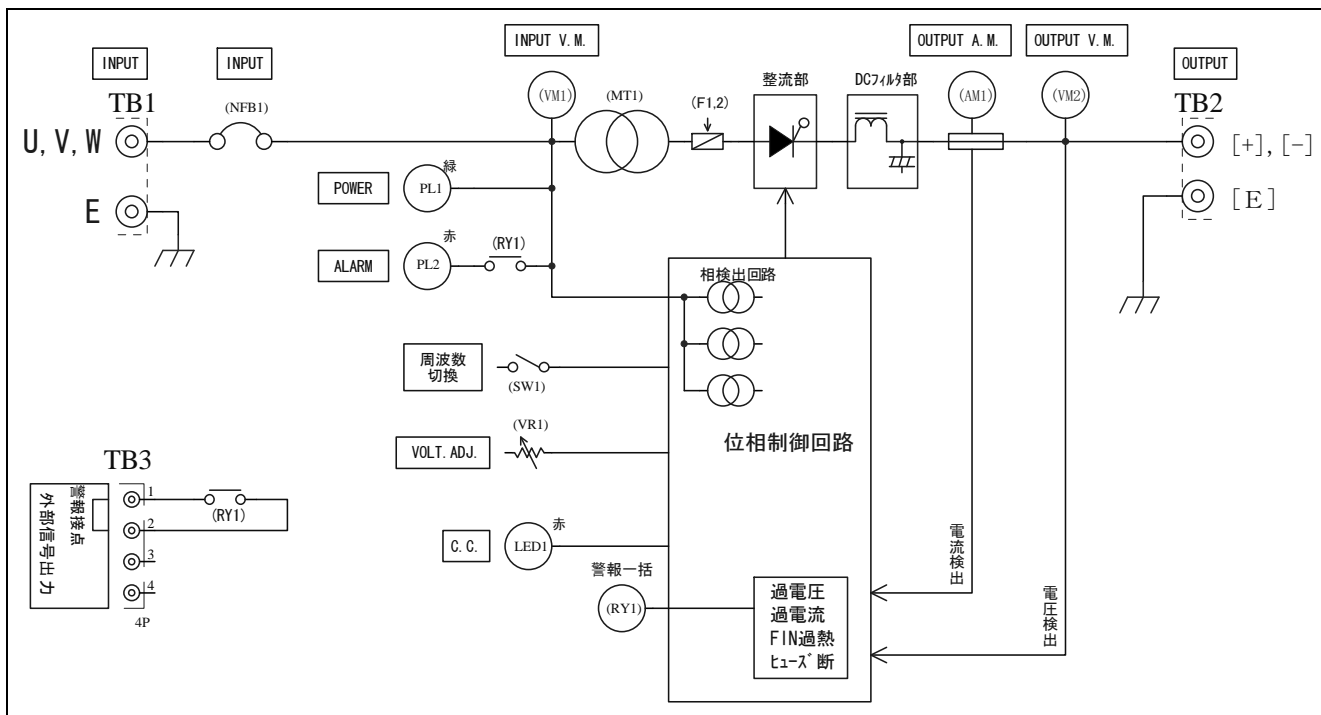 INPUT V.M.
OUTPUT A.M.
OUTPUT V.M.
INPUT
INPUT
OUTPUT
整流部
DCフィルタ部
TB1
(NFB1)
(VM1)
(MT1)
(F1,2)
(AM1)
(VM2)
TB2
U, V, W
[+], [-]
緑
POWER
PL1
E
[E]
赤
(RY1)
ALARM
PL2
相検出回路
周波数
切換
(SW1)
(VR1)
VOLT. ADJ.
位相制御回路
TB3
外部信号出力
警報接点
1
2
3
4
(RY1)
4P
赤
C. C.
LED1
電流検出
警報一括
(RY1)
過電圧
過電流
FIN過熱
ヒューズ断
電圧検出